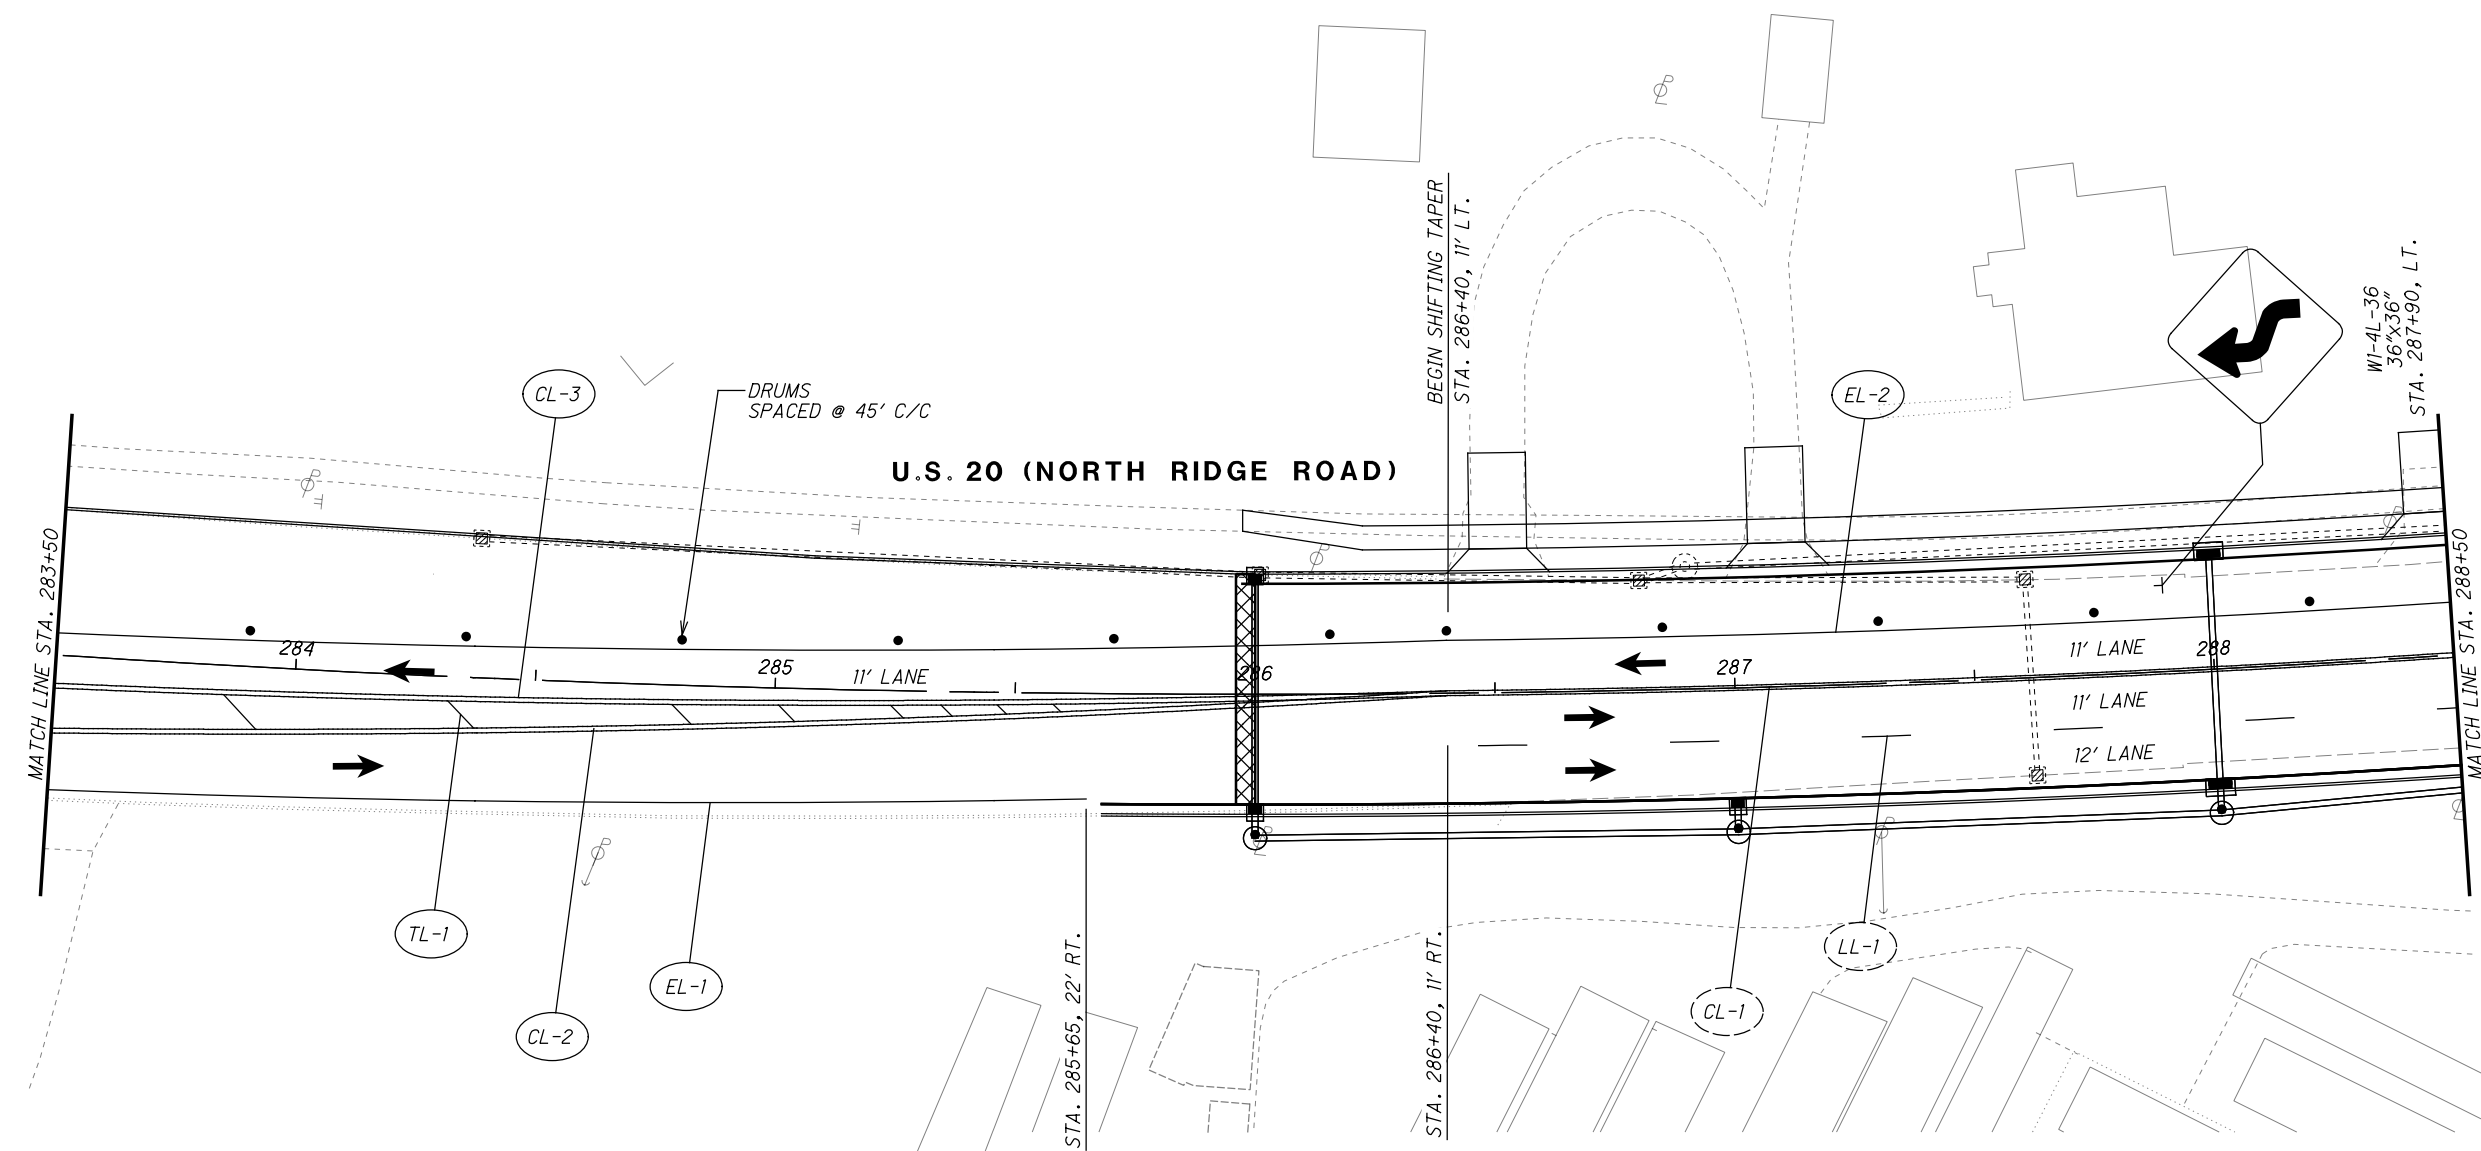 BEGIN SHIFTING TAPER
STA. 286+40, 11' LT.
W1-4L-36
36"x36"
STA. 287+90, LT.
CL-3
DRUMS
SPACED @ 45' C/C
EL-2
U.S. 20 (NORTH RIDGE ROAD)
MATCH LINE STA. 283+50
MATCH LINE STA. 288+50
284
285
11' LANE
286
287
11' LANE
288
11' LANE
12' LANE
TL-1
EL-1
CL-2
STA. 285+65, 22' RT.
STA. 286+40, 11' RT.
LL-1
CL-1